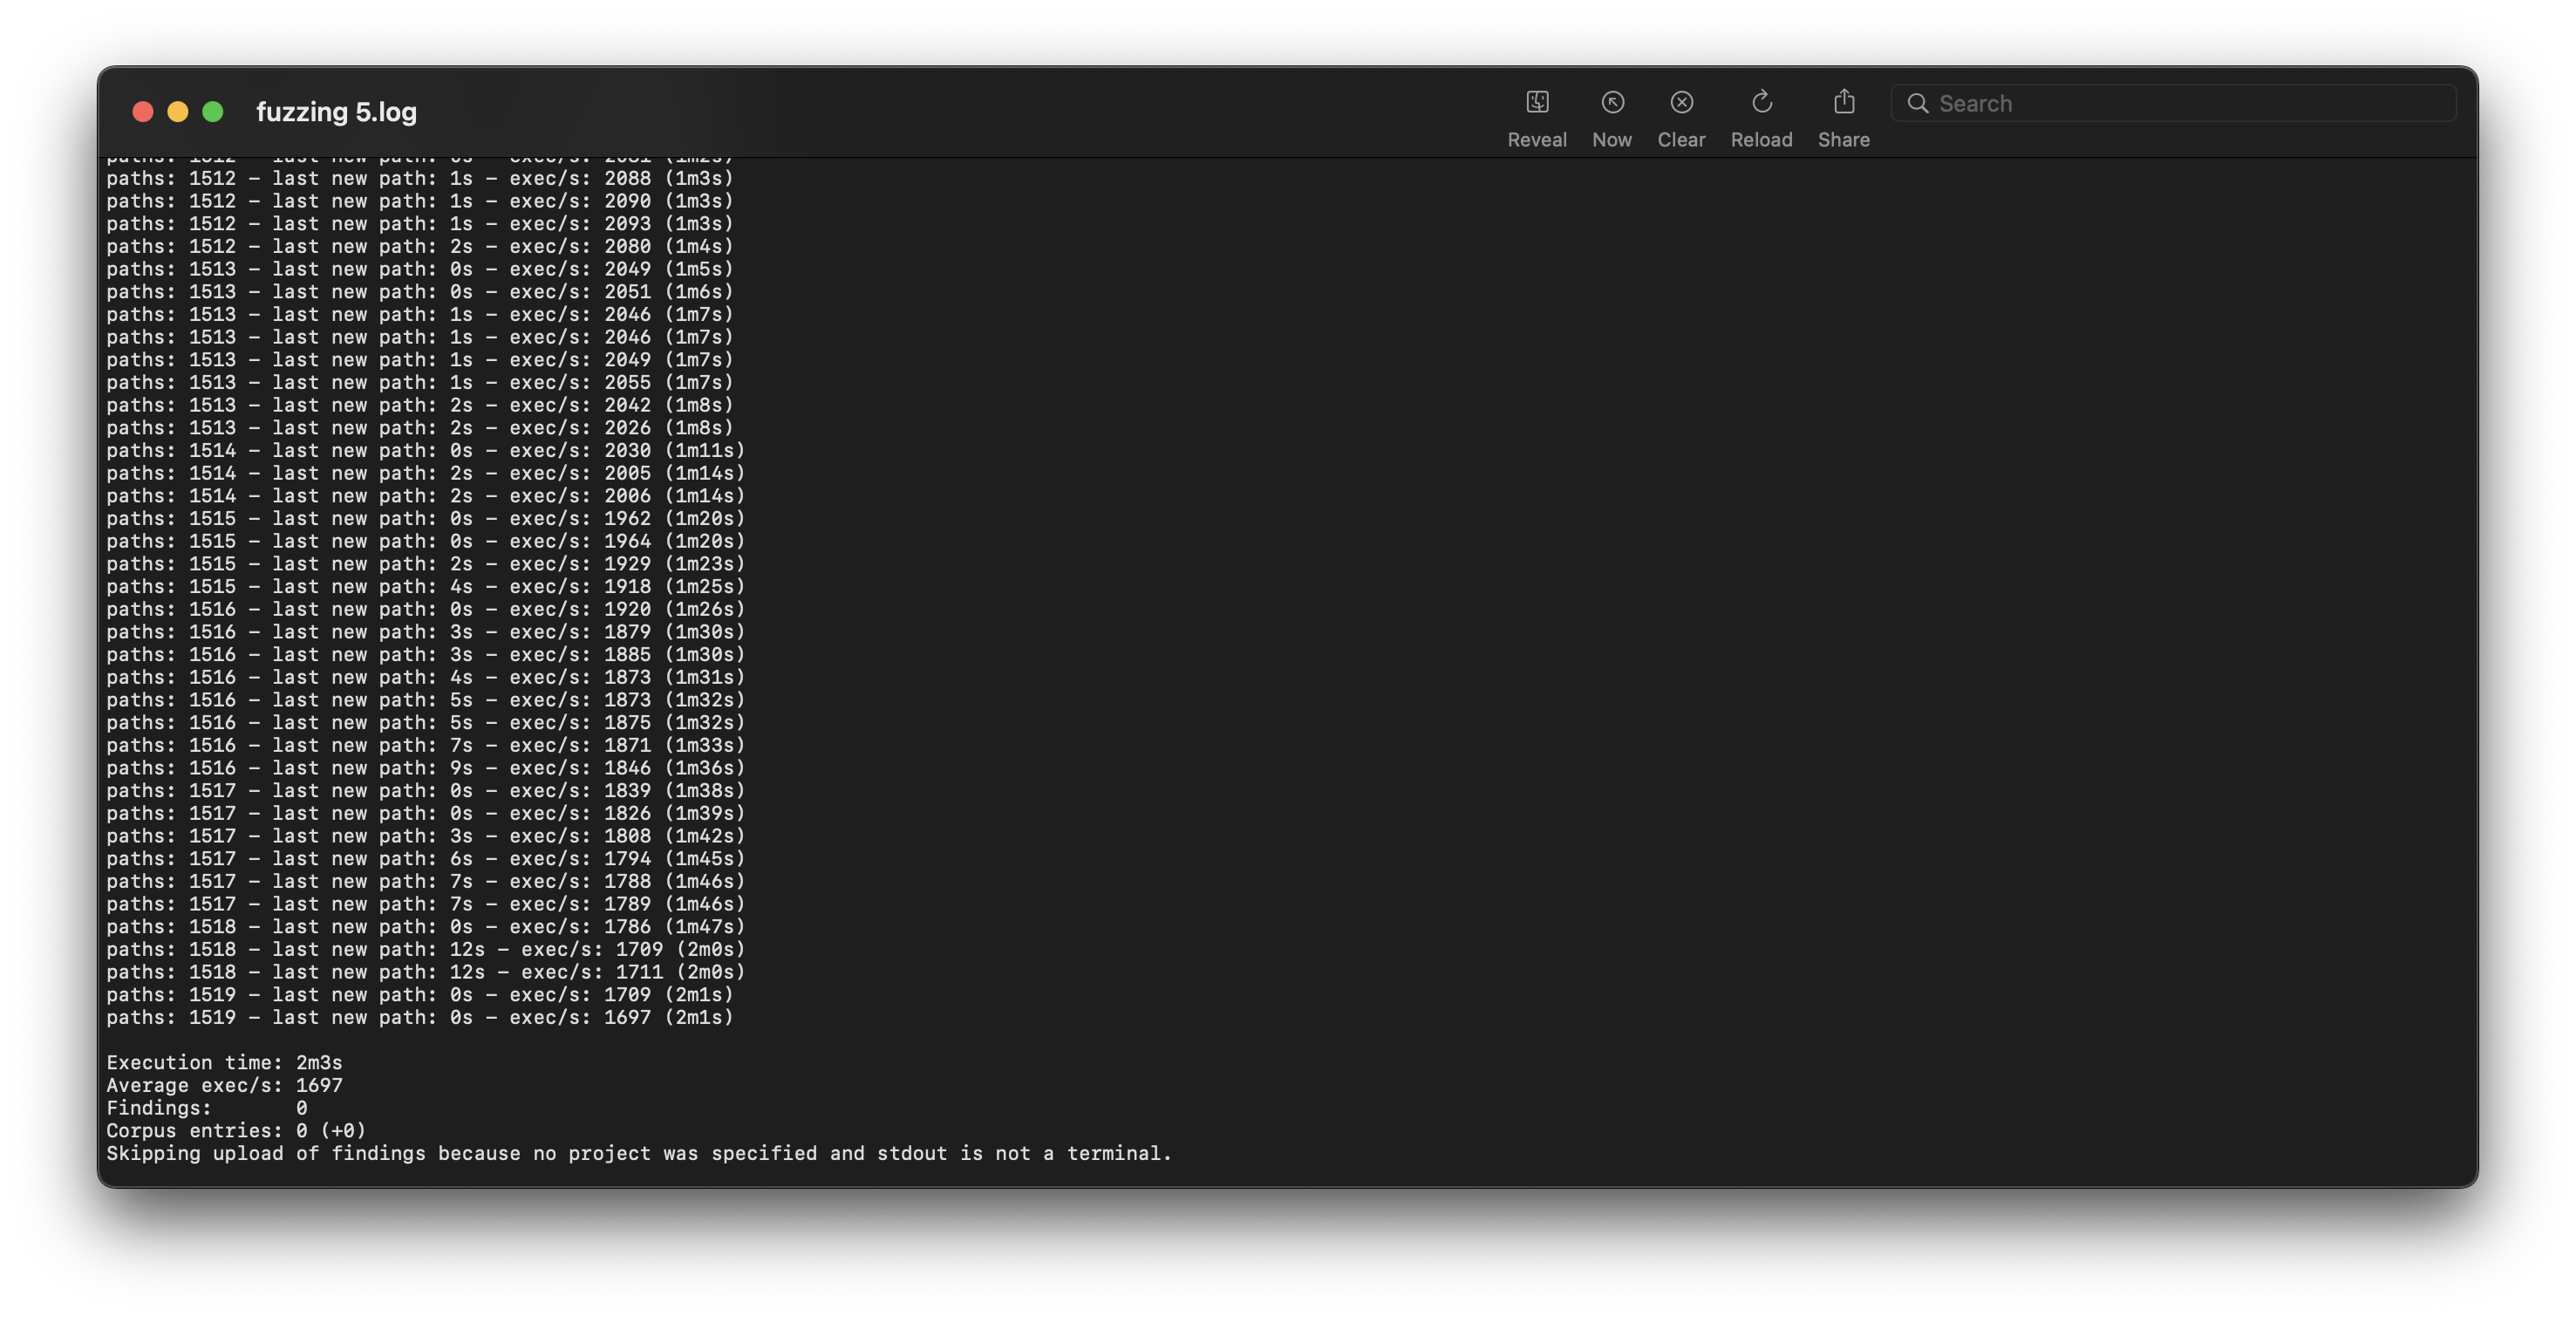 fuzzing 5.log
Reveal
Now
Clear
Reload
Share
Search
paths: 1512 – last new path: 1s – exec/s: 2088 (1m3s)
paths: 1512 – last new path: 1s – exec/s: 2090 (1m3s)
paths: 1512 – last new path: 1s – exec/s: 2093 (1m3s)
paths: 1512 – last new path: 2s – exec/s: 2080 (1m4s)
paths: 1513 – last new path: 0s – exec/s: 2049 (1m5s)
paths: 1513 – last new path: 0s – exec/s: 2051 (1m6s)
paths: 1513 – last new path: 1s – exec/s: 2046 (1m7s)
paths: 1513 – last new path: 1s – exec/s: 2046 (1m7s)
paths: 1513 – last new path: 1s – exec/s: 2049 (1m7s)
paths: 1513 – last new path: 1s – exec/s: 2055 (1m7s)
paths: 1513 – last new path: 2s – exec/s: 2042 (1m8s)
paths: 1513 – last new path: 2s – exec/s: 2026 (1m8s)
paths: 1514 – last new path: 0s – exec/s: 2030 (1m11s)
paths: 1514 – last new path: 2s – exec/s: 2005 (1m14s)
paths: 1514 – last new path: 2s – exec/s: 2006 (1m14s)
paths: 1515 – last new path: 0s – exec/s: 1962 (1m20s)
paths: 1515 – last new path: 0s – exec/s: 1964 (1m20s)
paths: 1515 – last new path: 2s – exec/s: 1929 (1m23s)
paths: 1515 – last new path: 4s – exec/s: 1918 (1m25s)
paths: 1516 – last new path: 0s – exec/s: 1920 (1m26s)
paths: 1516 – last new path: 3s – exec/s: 1879 (1m30s)
paths: 1516 – last new path: 3s – exec/s: 1885 (1m30s)
paths: 1516 – last new path: 4s – exec/s: 1873 (1m31s)
paths: 1516 – last new path: 5s – exec/s: 1873 (1m32s)
paths: 1516 – last new path: 5s – exec/s: 1875 (1m32s)
paths: 1516 – last new path: 7s – exec/s: 1871 (1m33s)
paths: 1516 – last new path: 9s – exec/s: 1846 (1m36s)
paths: 1517 – last new path: 0s – exec/s: 1839 (1m38s)
paths: 1517 – last new path: 0s – exec/s: 1826 (1m39s)
paths: 1517 – last new path: 3s – exec/s: 1808 (1m42s)
paths: 1517 – last new path: 6s – exec/s: 1794 (1m45s)
paths: 1517 – last new path: 7s – exec/s: 1788 (1m46s)
paths: 1517 – last new path: 7s – exec/s: 1789 (1m46s)
paths: 1518 – last new path: 0s – exec/s: 1786 (1m47s)
paths: 1518 – last new path: 12s – exec/s: 1709 (2m0s)
paths: 1518 – last new path: 12s – exec/s: 1711 (2m0s)
paths: 1519 – last new path: 0s – exec/s: 1709 (2m1s)
paths: 1519 – last new path: 0s – exec/s: 1697 (2m1s)
Execution time: 2m3s
Average exec/s: 1697
Findings: 0
Corpus entries: 0 (+0)
Skipping upload of findings because no project was specified and stdout is not a terminal.